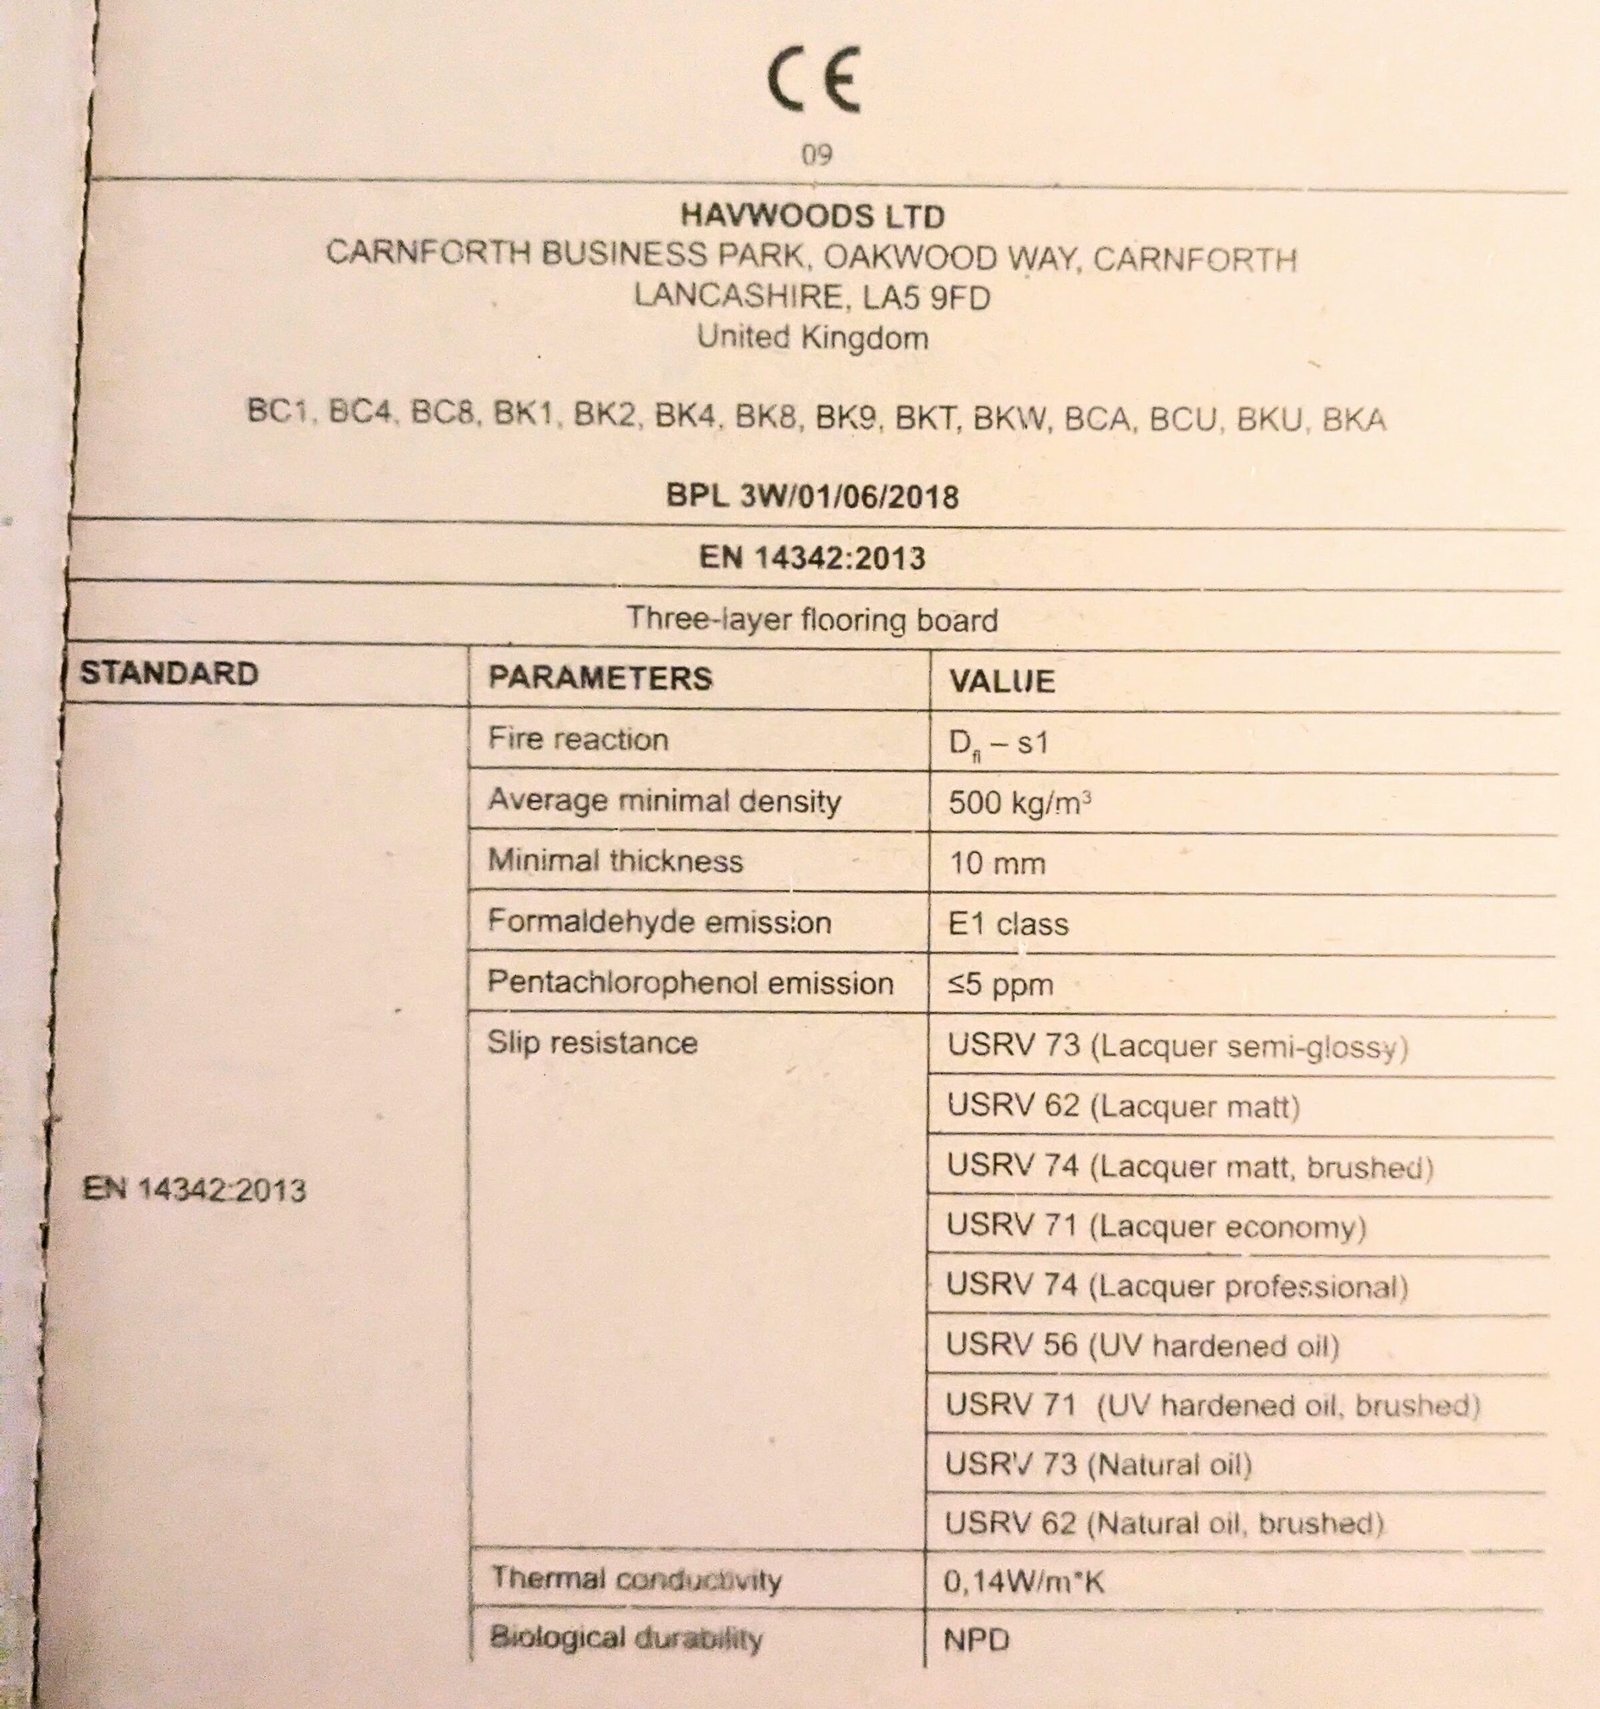 CE
09
HAVWOODS LTD
CARNFORTH BUSINESS PARK, OAKWOOD WAY, CARNFORTH
LANCASHIRE, LA5 9FD
United Kingdom
BC1, BC4, BC8, BK1, BK2, BK4, BK8, BK9, BKT, BKW, BCA, BCU, BKU, BKA
BPL 3W/01/06/2018
EN 14342:2013
Three-layer flooring board
STANDARD PARAMETERS VALUE
Fire reaction Dfl – s1
Average minimal density 500 kg/m³
Minimal thickness 10 mm
Formaldehyde emission E1 class
Pentachlorophenol emission ≤5 ppm
Slip resistance USRV 73 (Lacquer semi-glossy)
USRV 62 (Lacquer matt)
USRV 74 (Lacquer matt, brushed)
EN 14342:2013
USRV 71 (Lacquer economy)
USRV 74 (Lacquer professional)
USRV 56 (UV hardened oil)
USRV 71 (UV hardened oil, brushed)
USRV 73 (Natural oil)
USRV 62 (Natural oil, brushed)
Thermal conductivity 0,14W/m*K
Biological durability NPD